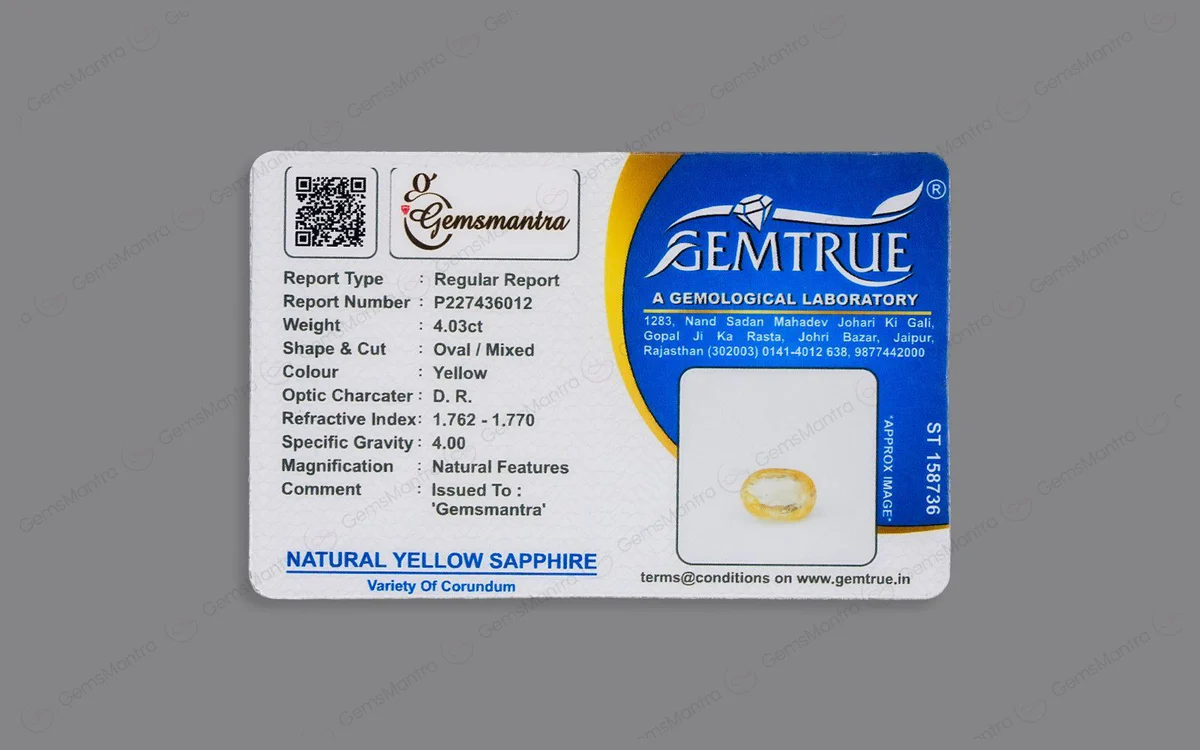 Gemsmantra
Report Type : Regular Report
Report Number : P227436012
Weight : 4.03ct
Shape & Cut : Oval / Mixed
Colour : Yellow
Optic Charcater : D. R.
Refractive Index : 1.762 - 1.770
Specific Gravity : 4.00
Magnification : Natural Features
Comment : Issued To :
'Gemsmantra'
NATURAL YELLOW SAPPHIRE
Variety Of Corundum
GEMTRUE ®
A GEMOLOGICAL LABORATORY
1283, Nand Sadan Mahadev Johari Ki Gali,
Gopal Ji Ka Rasta, Johri Bazar, Jaipur,
Rajasthan (302003) 0141-4012 638, 9877442000
*APPROX IMAGE*
ST 158736
terms@conditions on www.gemtrue.in
GemsMantra